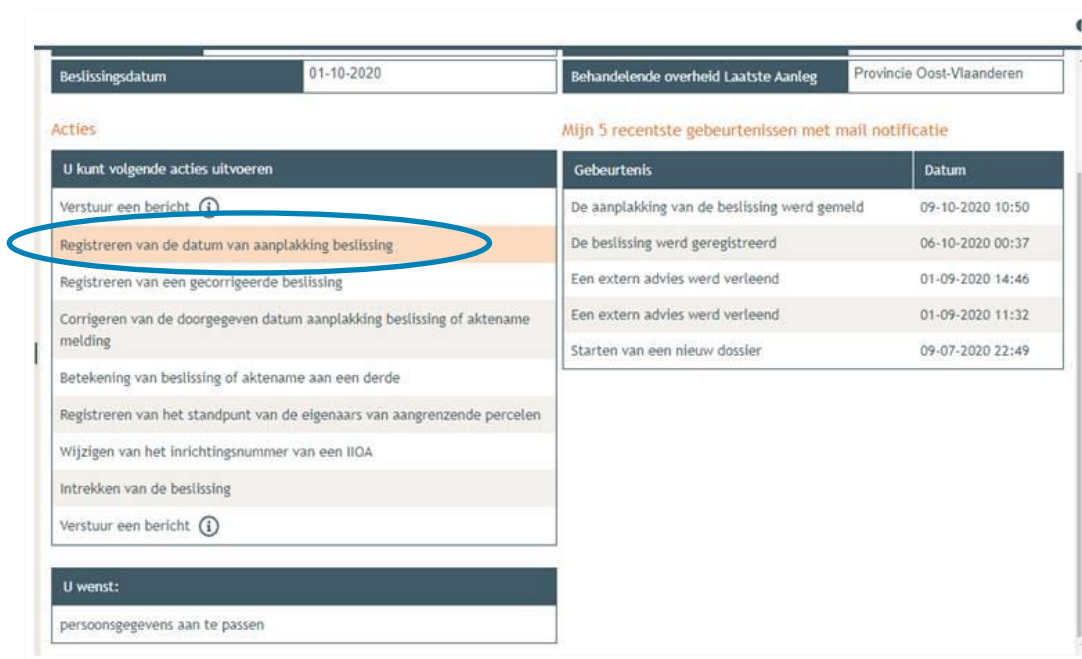 Beslissingsdatum
01-10-2020
Behandelende overheid Laatste Aanleg
Provincie Oost-Vlaanderen
Acties
U kunt volgende acties uitvoeren
Verstuur een bericht
Registreren van de datum van aanplakking beslissing
Registreren van een gecorrigeerde beslissing
Corrigeren van de doorgegeven datum aanplakking beslissing of aktename
melding
Betekening van beslissing of aktename aan een derde
Registreren van het standpunt van de eigenaars van aangrenzende percelen
Wijzigen van het inrichtingsnummer van een IIOA
Intrekken van de beslissing
Verstuur een bericht
U wenst:
persoonsgegevens aan te passen
Mijn 5 recentste gebeurtenissen met mail notificatie
Gebeurtenis
Datum
De aanplakking van de beslissing werd gemeld
09-10-2020 10:50
De beslissing werd geregistreerd
06-10-2020 00:37
Een extern advies werd verleend
01-09-2020 14:46
Een extern advies werd verleend
01-09-2020 11:32
Starten van een nieuw dossier
09-07-2020 22:49